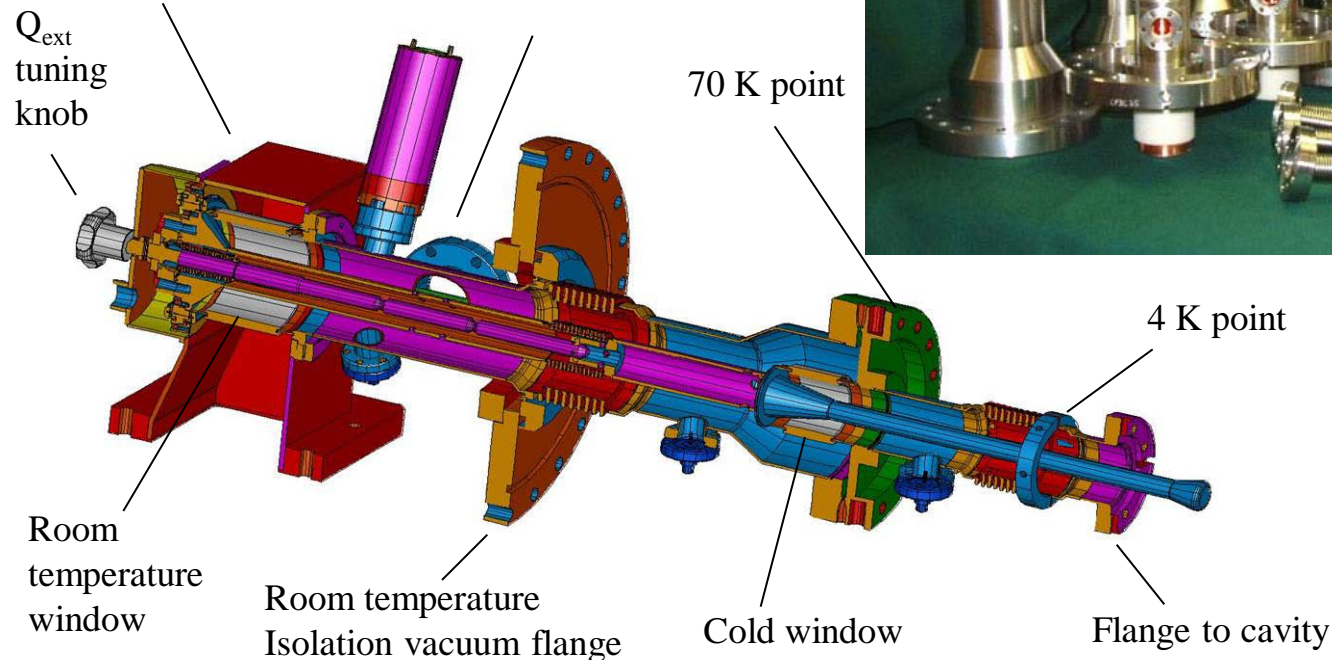 Q_ext
tuning
knob
70 K point
4 K point
Room
temperature
window
Room temperature
Isolation vacuum flange
Cold window
Flange to cavity